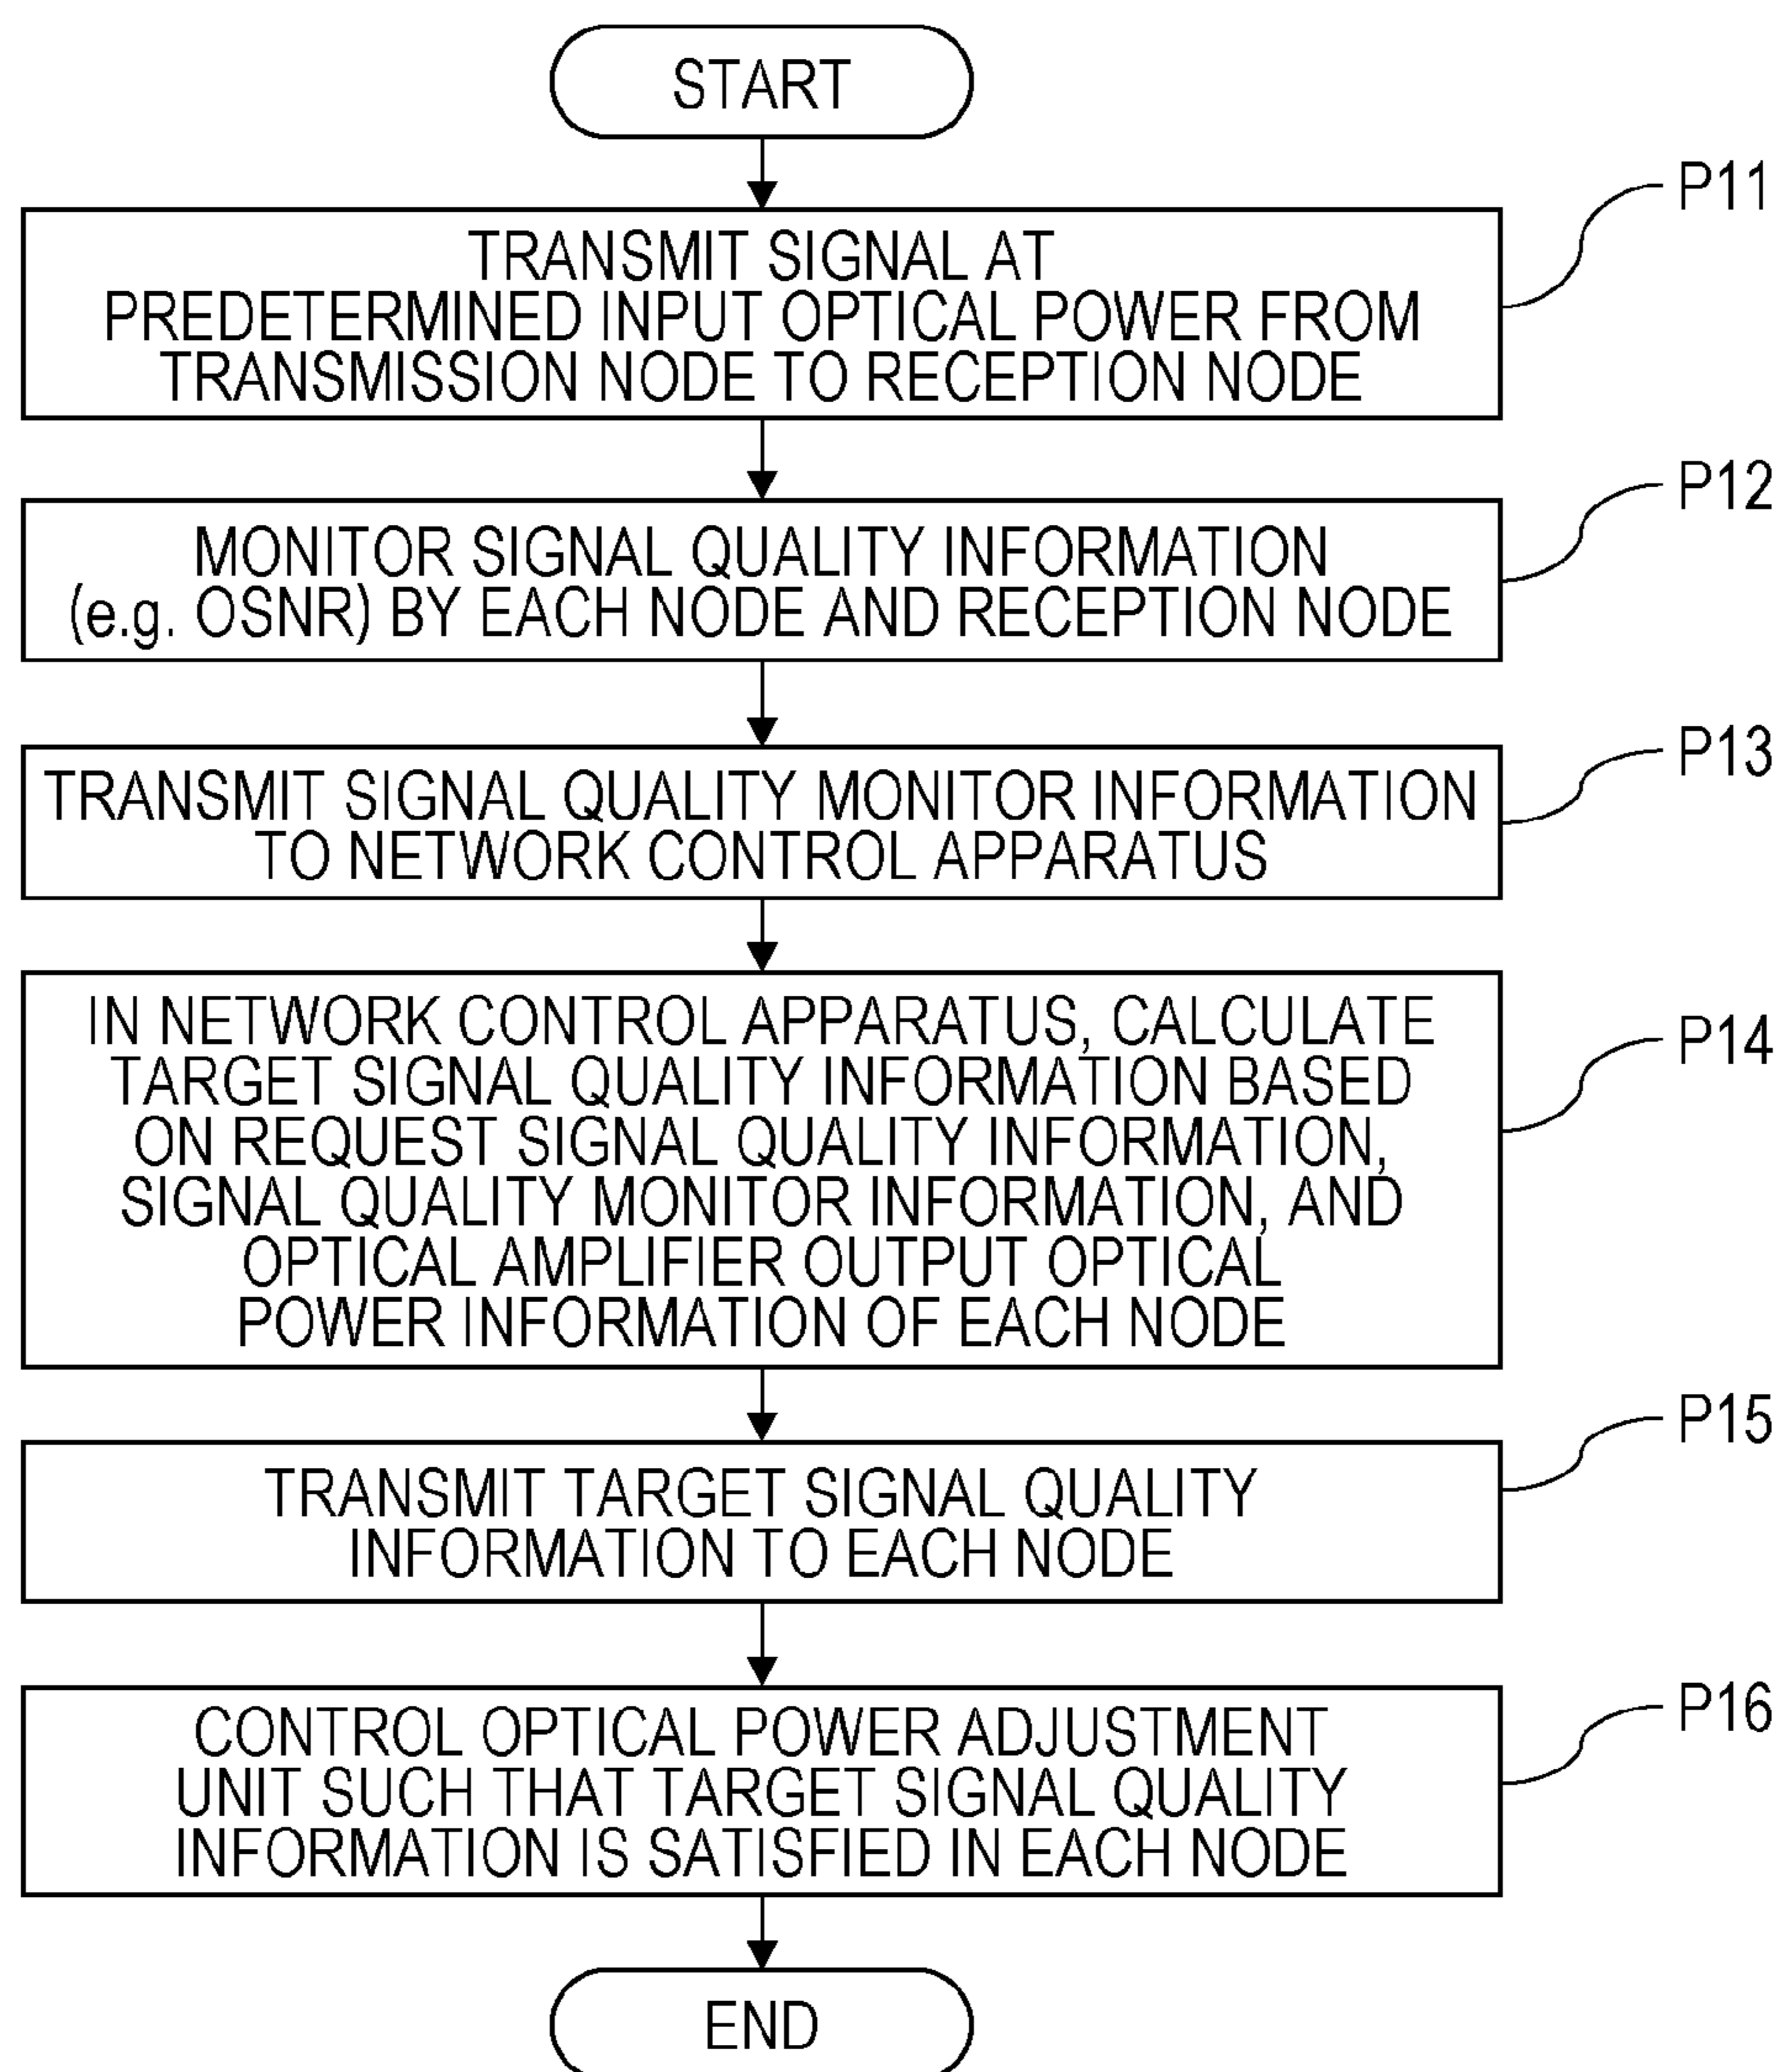 START
P11
TRANSMIT SIGNAL AT
PREDETERMINED INPUT OPTICAL POWER FROM
TRANSMISSION NODE TO RECEPTION NODE
P12
MONITOR SIGNAL QUALITY INFORMATION
(e.g. OSNR) BY EACH NODE AND RECEPTION NODE
P13
TRANSMIT SIGNAL QUALITY MONITOR INFORMATION
TO NETWORK CONTROL APPARATUS
P14
IN NETWORK CONTROL APPARATUS, CALCULATE
TARGET SIGNAL QUALITY INFORMATION BASED
ON REQUEST SIGNAL QUALITY INFORMATION,
SIGNAL QUALITY MONITOR INFORMATION, AND
OPTICAL AMPLIFIER OUTPUT OPTICAL
POWER INFORMATION OF EACH NODE
P15
TRANSMIT TARGET SIGNAL QUALITY
INFORMATION TO EACH NODE
P16
CONTROL OPTICAL POWER ADJUSTMENT
UNIT SUCH THAT TARGET SIGNAL QUALITY
INFORMATION IS SATISFIED IN EACH NODE
END